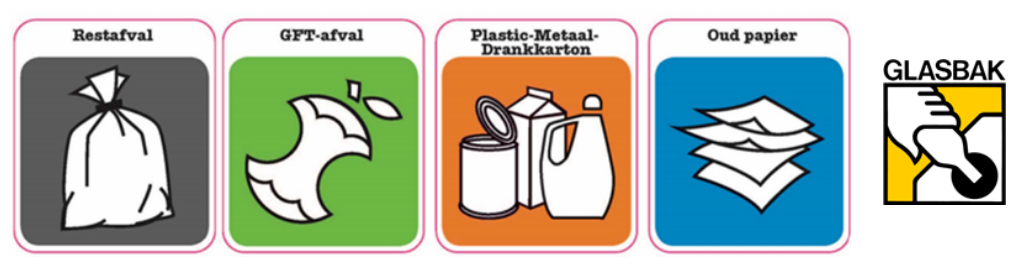 Restafval
GFT-afval
Plastic-Metaal-
Drankkarton
Oud papier
GLASBAK